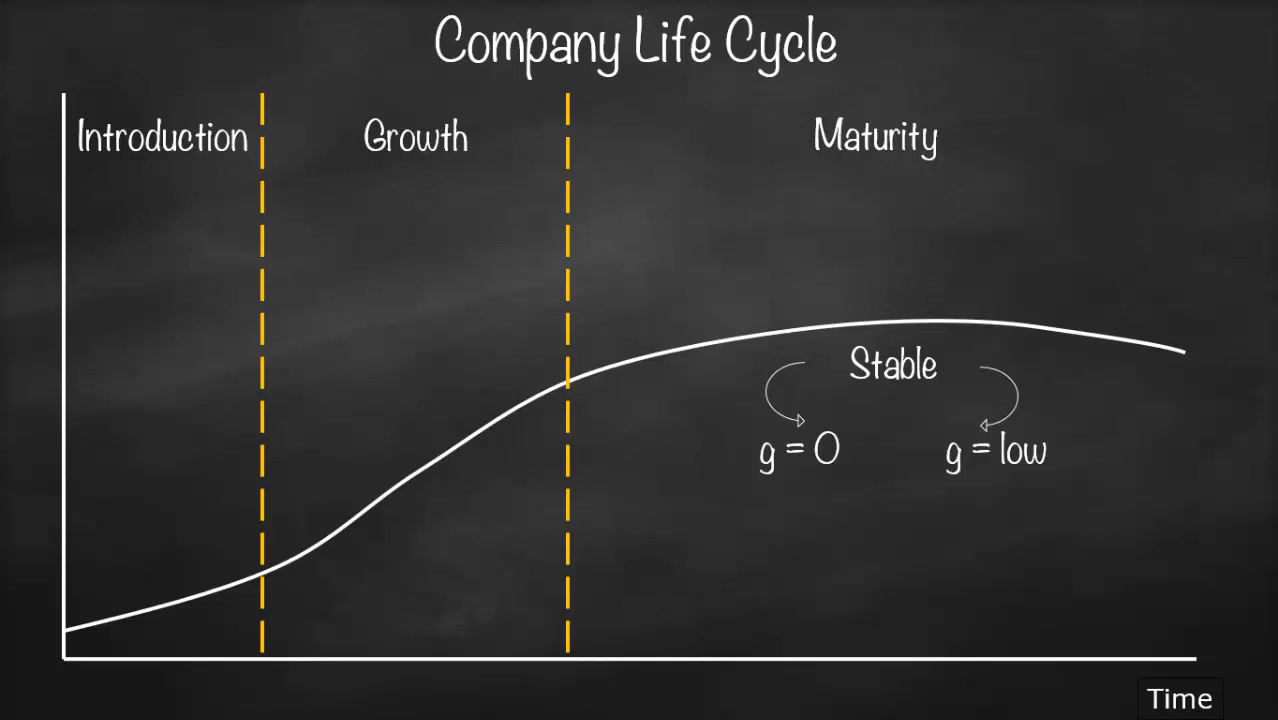 Company Life Cycle
Introduction
Growth
Maturity
Stable
g = 0
g = low
Time